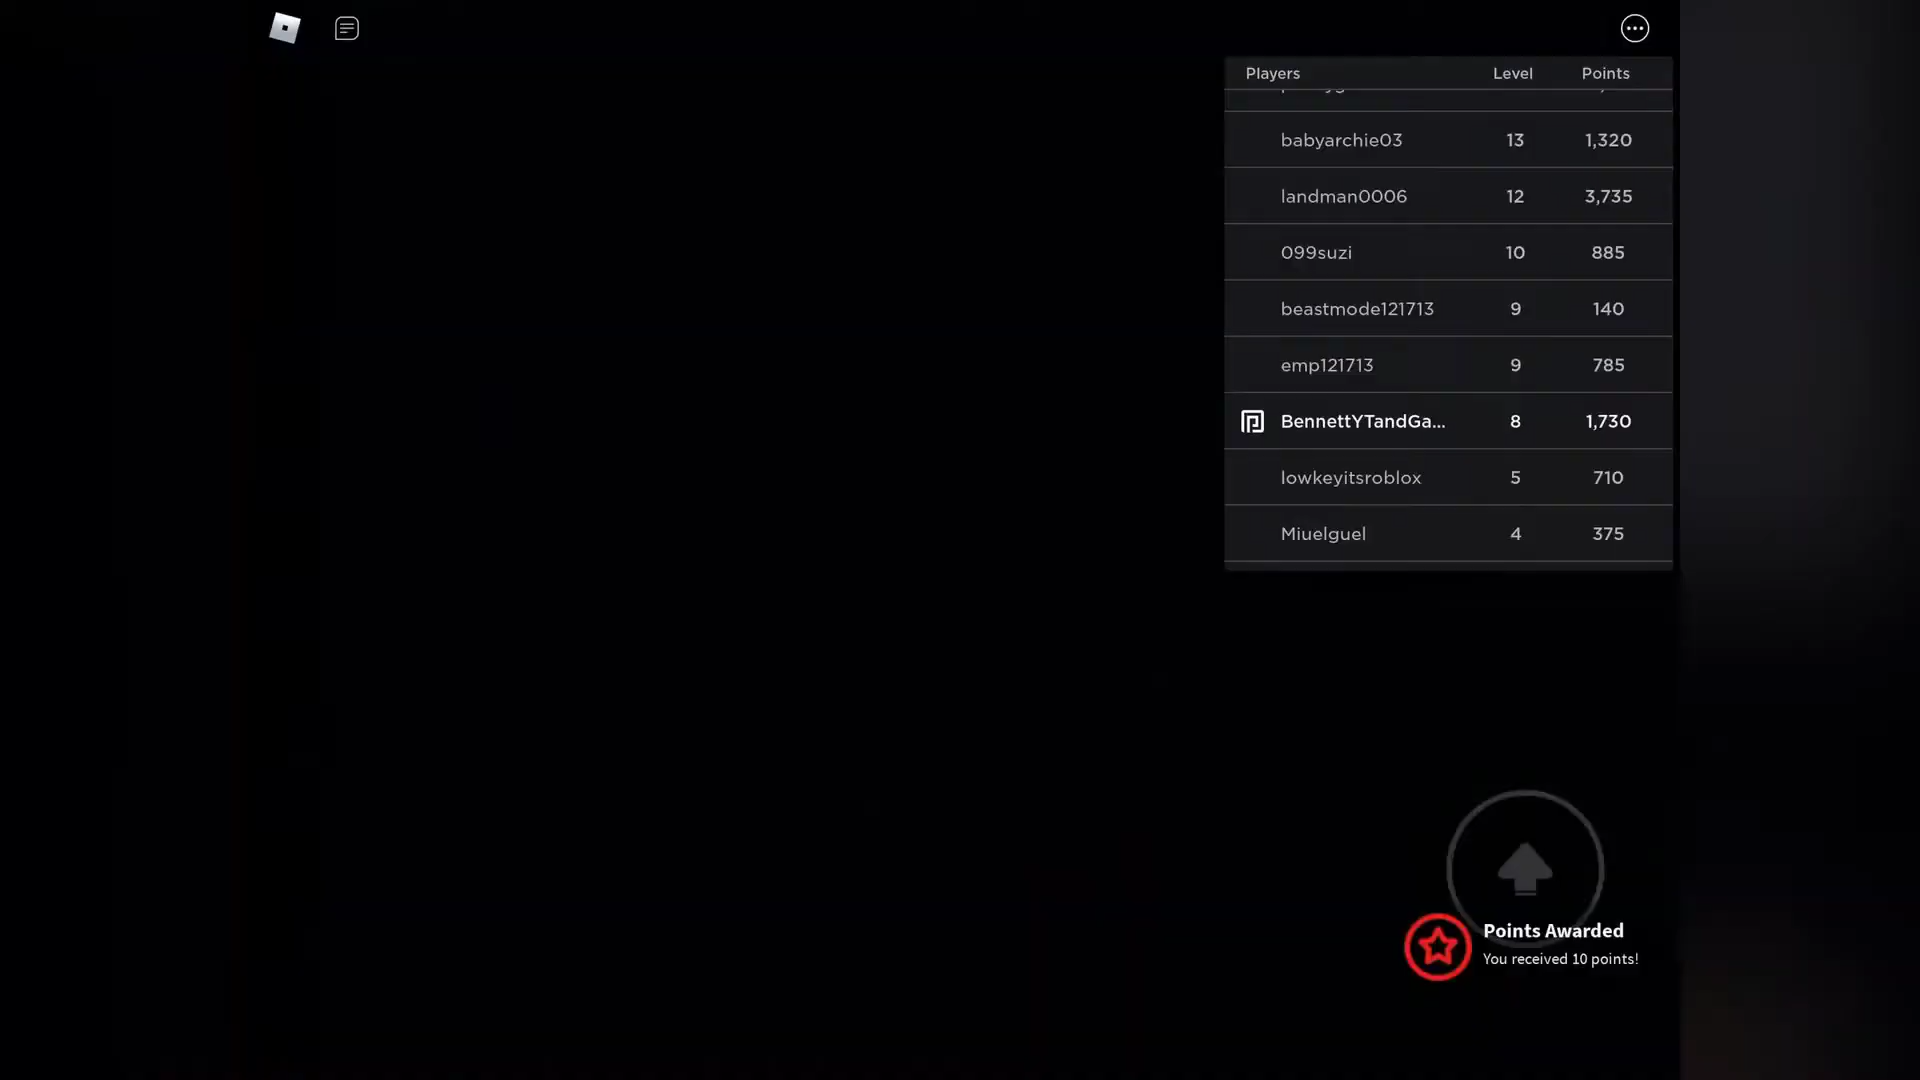 Players Level Points
babyarchie03 13 1,320
landman0006 12 3,735
099suzi 10 885
beastmode121713 9 140
emp121713 9 785
BennettYTandGa... 8 1,730
lowkeyitsroblox 5 710
Miuelguel 4 375
Points Awarded
You received 10 points!